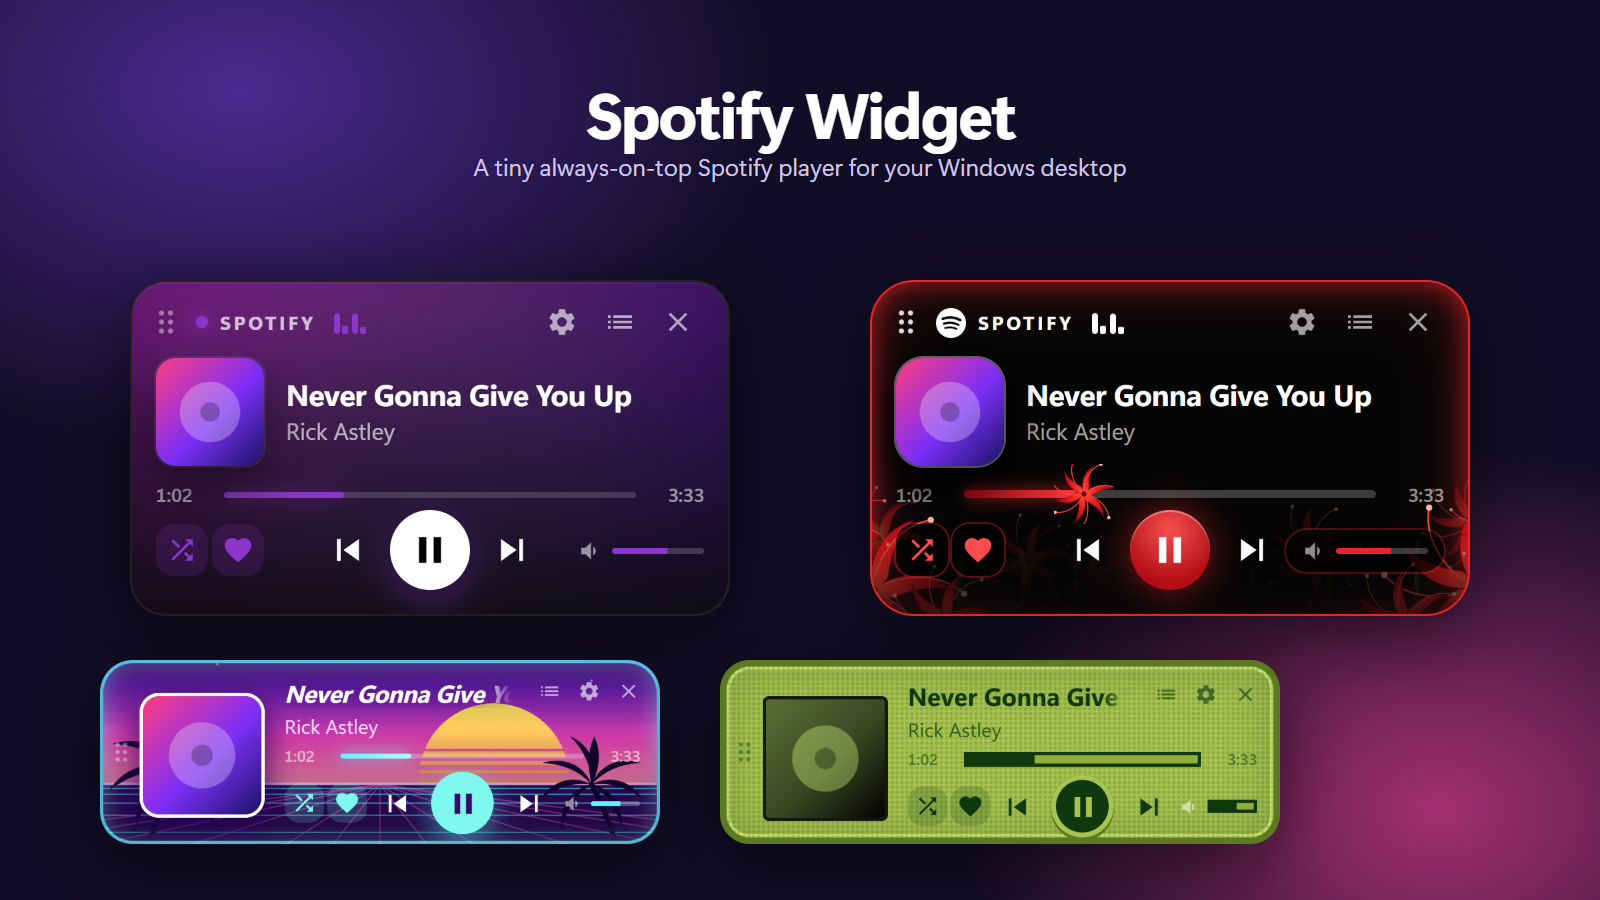 Spotify Widget
A tiny always-on-top Spotify player for your Windows desktop
SPOTIFY
Never Gonna Give You Up
Rick Astley
1:02
3:33
SPOTIFY
Never Gonna Give You Up
Rick Astley
1:02
3:33
Never Gonna Give
Rick Astley
1:02
3:33
Never Gonna Give
Rick Astley
1:02
3:33